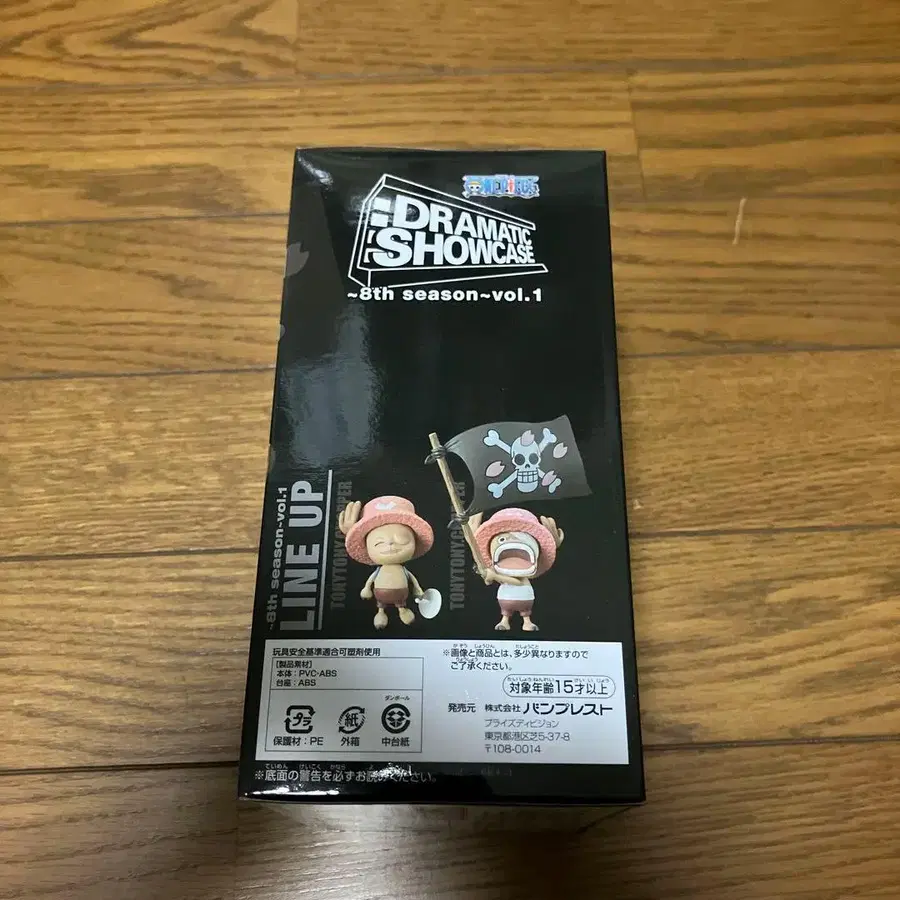 ONE PIECE
DRAMATIC
SHOWCASE
~8th season~vol.1
~8th season~vol.1
LINE UP
TONYTONYCHOPPER
TONYTONYCHOPPER
玩具安全基準適合可塑剤使用
[製品素材]
本体：PVC・ABS
台座：ABS
プラ
保護材：PE
紙
外箱
ダンボール
中台紙
※画像と商品とは、多少異なりますので
ご了承ください。
対象年齢15才以上
発売元 株式会社 バンプレスト
プライズディビジョン
東京都港区芝5-37-8
〒108-0014
※底面の警告を必ずお読みください。